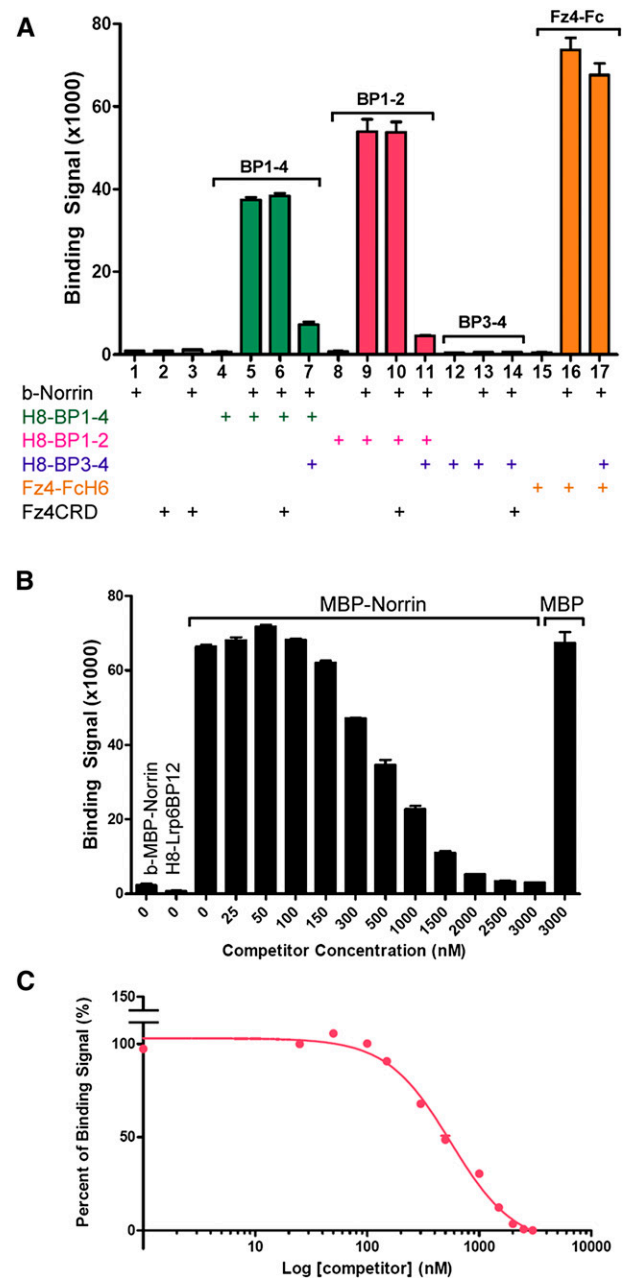 A
Fz4-Fc
BP1-2
BP1-4
BP3-4
Binding Signal (x1000)
80
60
40
20
0
1 2 3 4 5 6 7 8 9 10 11 12 13 14 15 16 17
b-Norrin + + + + + + + + + + +
H8-BP1-4 + + + +
H8-BP1-2 + + + +
H8-BP3-4 + + + + + +
Fz4-FcH6 + + +
Fz4CRD + + + + +
B
MBP-Norrin MBP
Binding Signal (x1000)
80
60
40
20
0
b-MBP-Norrin
H8-Lrp6BP12
0 0 0 25 50 100 150 300 500 1000 1500 2000 2500 3000 3000
Competitor Concentration (nM)
C
Percent of Binding Signal (%)
150
100
50
0
10 100 1000 10000
Log [competitor] (nM)